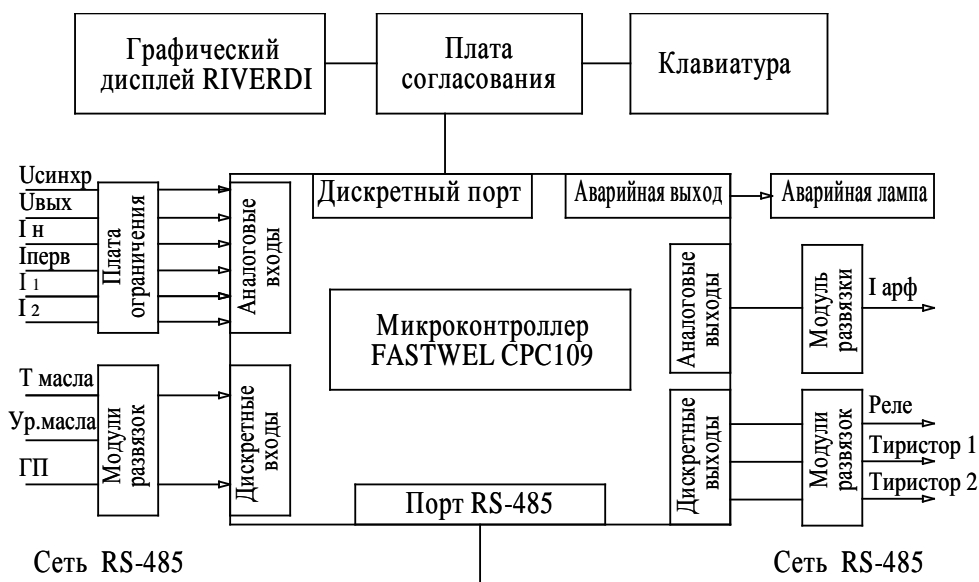 Графический
дисплей RIVERDI
Плата
согласования
Клавиатура
Uсинхр
Uвых
I н
Iперв
I 1
I 2
Плата
ограничения
Аналоговые
входы
Дискретный порт
Аварийная выход
Аварийная лампа
Аналоговые
выходы
Модуль
развязки
I арф
Микроконтроллер
FASTWEL CPC109
Т масла
Ур.масла
ГП
Модули
развязок
Дискретные
входы
Дискретные
выходы
Модули
развязок
Реле
Тиристор 1
Тиристор 2
Порт RS-485
Сеть RS-485
Сеть RS-485